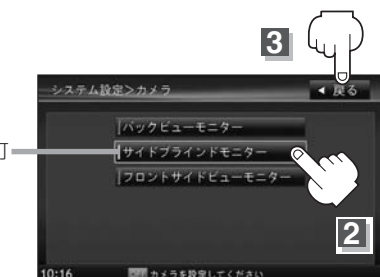 3
システム設定>カメラ
◀ 戻る
バックビューモニター
サイドブラインドモニター
フロントサイドビューモニター
2
10:16
カメラを設定してください